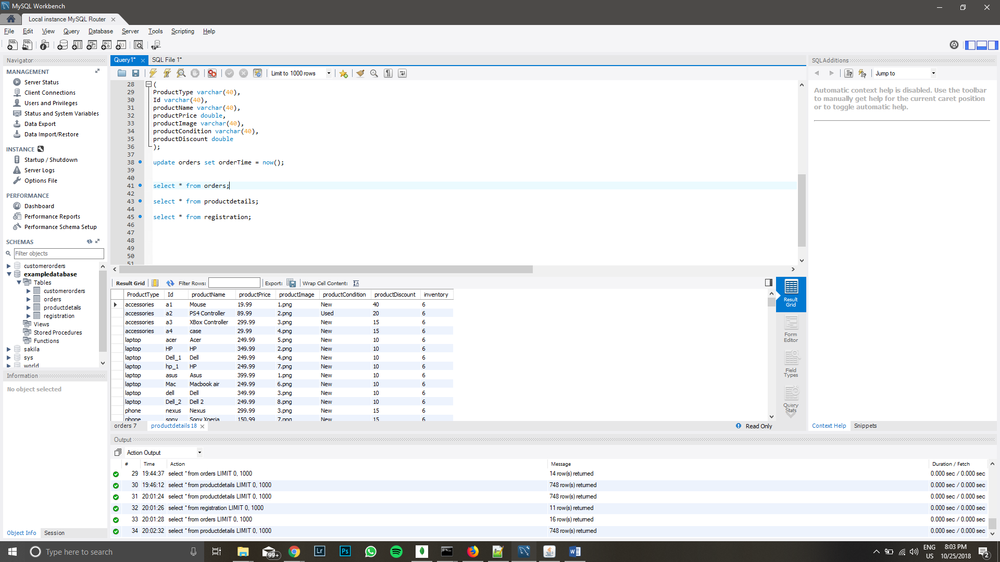 MySQL Workbench
Local instance MySQL Router
File Edit View Query Database Server Tools Scripting Help
Navigator
MANAGEMENT
Server Status
Client Connections
Users and Privileges
Status and System Variables
Data Export
Data Import/Restore
INSTANCE
Startup / Shutdown
Server Logs
Options File
PERFORMANCE
Dashboard
Performance Reports
Performance Schema Setup
SCHEMAS
Filter objects
customerorders
exampledatabase
Tables
customerorders
orders
productdetails
registration
Views
Stored Procedures
Functions
sakila
sys
world
Information
No object selected
Object Info Session
Query1* SQL File 1*
Limit to 1000 rows
28 (
29 ProductType varchar(40),
30 Id varchar(40),
31 productName varchar(40),
32 productPrice double,
33 productImage varchar(40),
34 productCondition varchar(40),
35 productDiscount double
36 );
37
38 update orders set orderTime = now();
39
40
41 select * from orders;
42
43 select * from productdetails;
44
45 select * from registration;
46
47
48
49
50
51
Result Grid Filter Rows: Export: Wrap Cell Content: IA
ProductType Id productName productPrice productImage productCondition productDiscount inventory
accessories a1 Mouse 19.99 1.png New 40 6
accessories a2 PS4 Controller 89.99 2.png Used 20 6
accessories a3 XBox Controller 299.99 3.png New 15 6
accessories a4 case 29.99 4.png New 15 6
laptop acer Acer 249.99 5.png New 10 6
laptop HP HP 349.99 2.png New 10 6
laptop Dell_1 Dell 249.99 4.png New 10 6
laptop hp_1 HP 249.99 7.png New 10 6
laptop asus Asus 399.99 1.png New 10 6
laptop Mac Macbook air 249.99 6.png New 10 6
laptop dell Dell 349.99 3.png New 10 6
laptop Dell_2 Dell 2 249.99 8.png New 10 6
phone nexus Nexus 299.99 3.png New 15 6
phone sony Sony Xperia 150.99 7.png New 15 6
Result
Grid
Form
Editor
Field
Types
Query
Stats
orders 7 productdetails 18 Read Only
SQLAdditions
Jump to
Automatic context help is disabled. Use the toolbar
to manually get help for the current caret position
or to toggle automatic help.
Context Help Snippets
Output
Action Output
# Time Action Message Duration / Fetch
29 19:44:37 select * from orders LIMIT 0, 1000 14 row(s) returned 0.000 sec / 0.000 sec
30 19:46:12 select * from productdetails LIMIT 0, 1000 748 row(s) returned 0.000 sec / 0.000 sec
31 20:01:24 select * from productdetails LIMIT 0, 1000 748 row(s) returned 0.000 sec / 0.000 sec
32 20:01:26 select * from registration LIMIT 0, 1000 11 row(s) returned 0.000 sec / 0.000 sec
33 20:01:28 select * from orders LIMIT 0, 1000 16 row(s) returned 0.000 sec / 0.000 sec
34 20:02:32 select * from productdetails LIMIT 0, 1000 748 row(s) returned 0.000 sec / 0.000 sec
Type here to search
99+
Lr
Ps
ENG
US
8:03 PM
10/25/2018
2